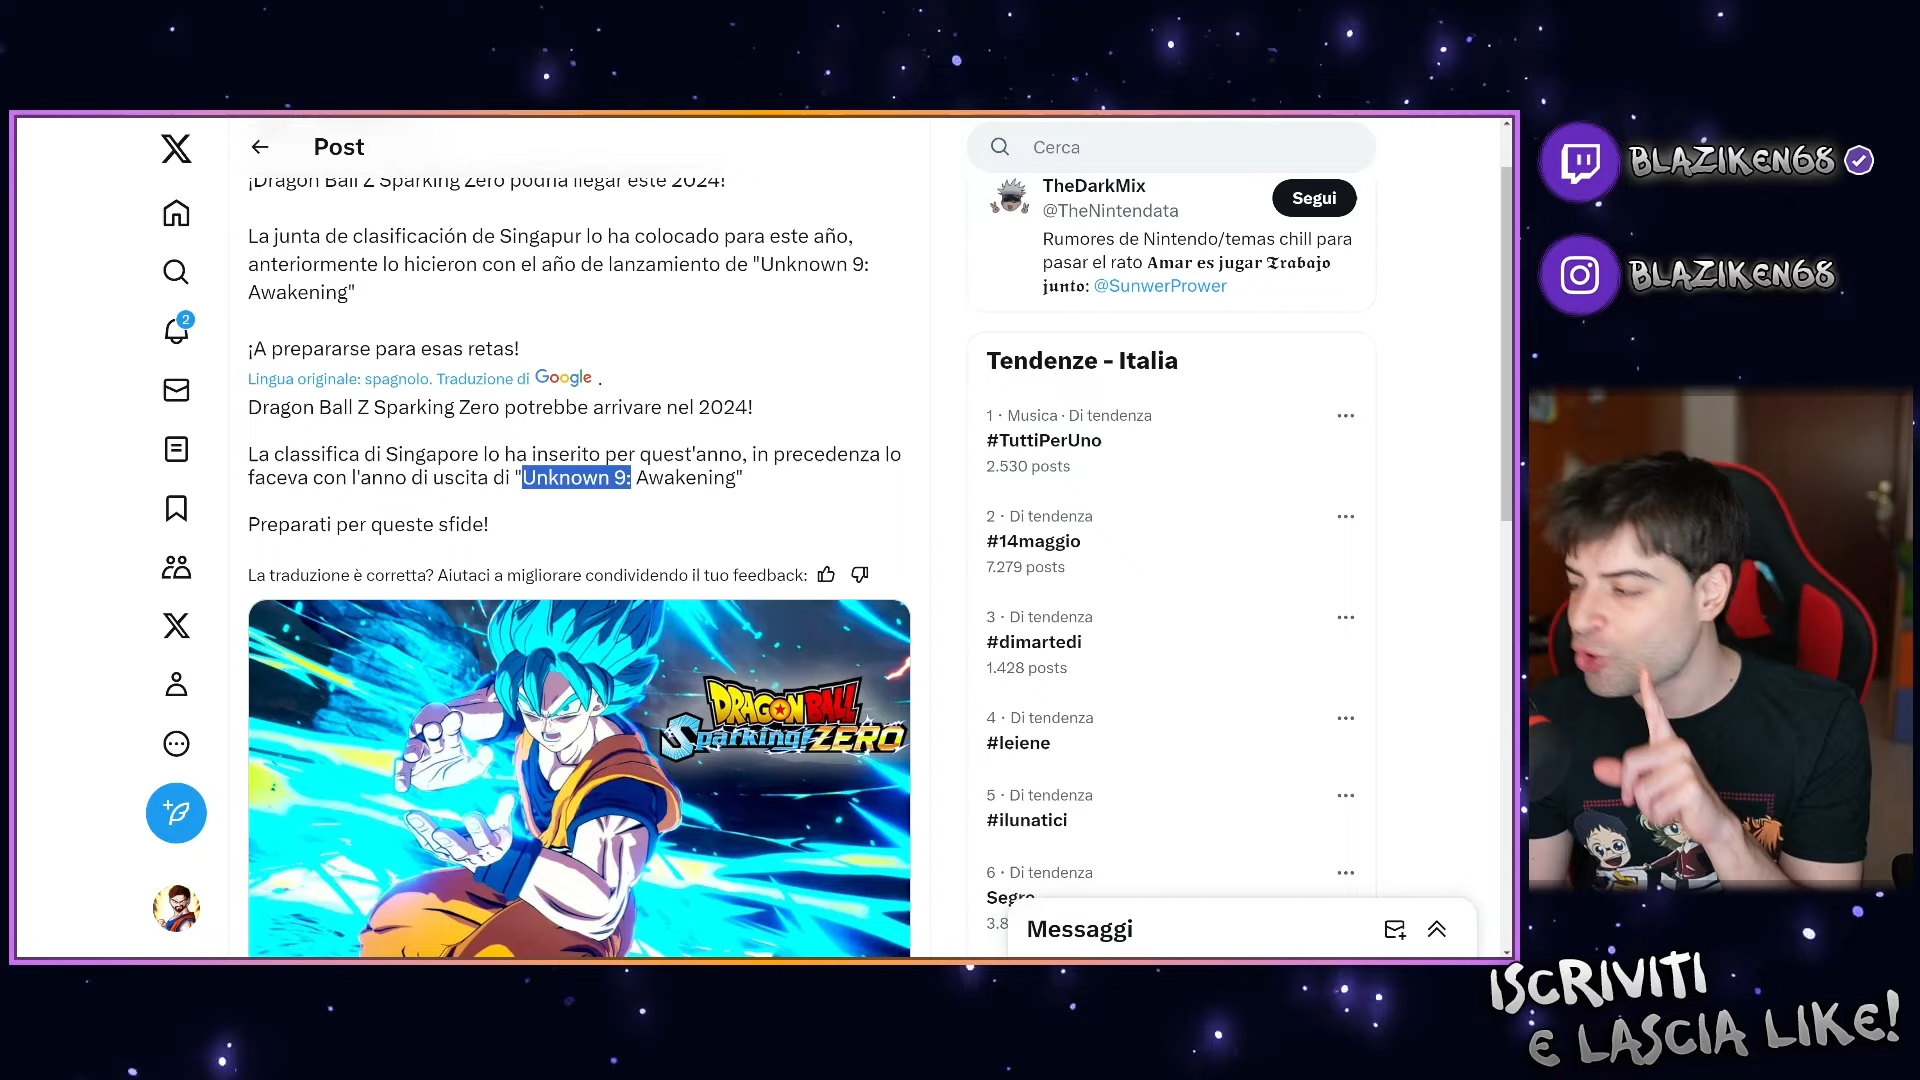 Post
¡Dragon Ball Z Sparking Zero podría llegar este 2024!
La junta de clasificación de Singapur lo ha colocado para este año,
anteriormente lo hicieron con el año de lanzamiento de "Unknown 9:
Awakening"
¡A prepararse para esas retas!
Lingua originale: spagnolo. Traduzione di Google .
Dragon Ball Z Sparking Zero potrebbe arrivare nel 2024!
La classifica di Singapore lo ha inserito per quest'anno, in precedenza lo
faceva con l'anno di uscita di "Unknown 9: Awakening"
Preparati per queste sfide!
La traduzione è corretta? Aiutaci a migliorare condividendo il tuo feedback:
DRAGON BALL
Sparking! ZERO
2
Cerca
TheDarkMix
@TheNintendata
Segui
Rumores de Nintendo/temas chill para
pasar el rato 𝕬𝖒𝖆𝖗 𝖊𝖘 𝖏𝖚𝖌𝖆𝖗 𝕿𝖗𝖆𝖇𝖆𝖏𝖔
𝖏𝖚𝖓𝖙𝖔: @SunwerPrower
Tendenze - Italia
1 · Musica · Di tendenza
#TuttiPerUno
2.530 posts
2 · Di tendenza
#14maggio
7.279 posts
3 · Di tendenza
#dimartedi
1.428 posts
4 · Di tendenza
#leiene
5 · Di tendenza
#ilunatici
6 · Di tendenza
Segre
3.8
Messaggi
BLAZIKEN68
BLAZIKEN68
ISCRIVITI
E LASCIA LIKE!